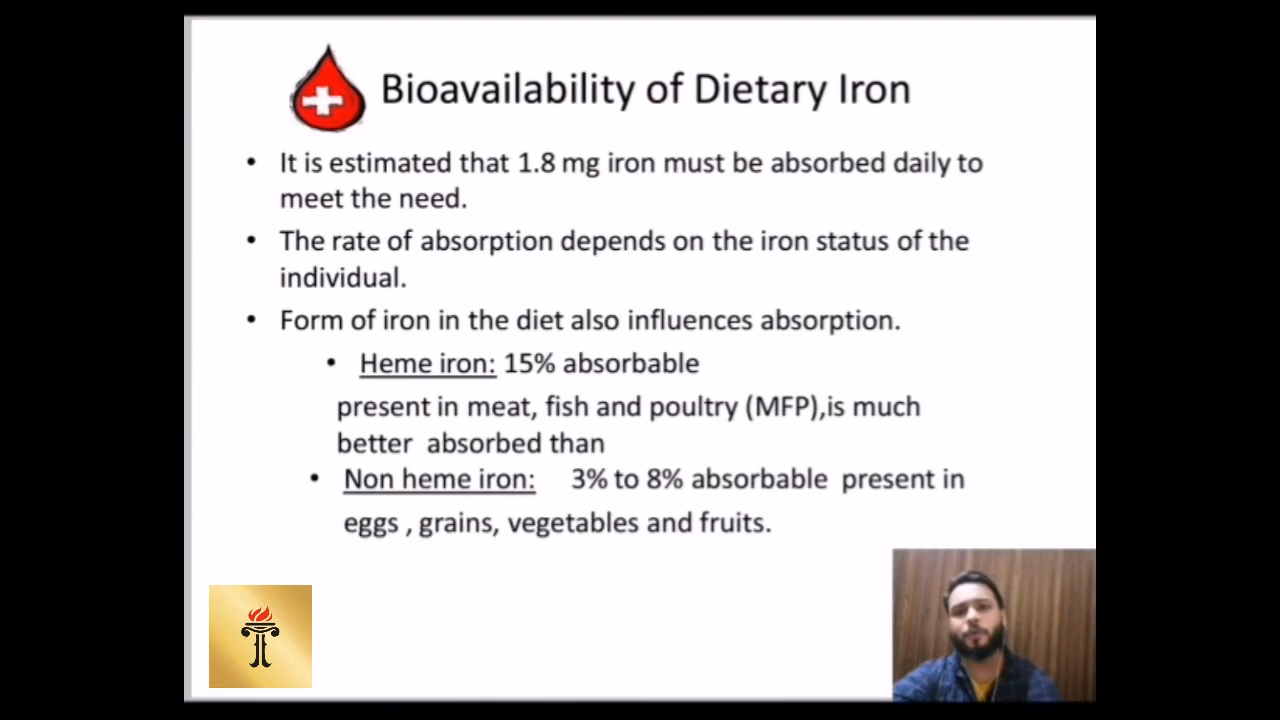 Bioavailability of Dietary Iron
• It is estimated that 1.8 mg iron must be absorbed daily to
meet the need.
• The rate of absorption depends on the iron status of the
individual.
• Form of iron in the diet also influences absorption.
• Heme iron: 15% absorbable
present in meat, fish and poultry (MFP),is much
better absorbed than
• Non heme iron: 3% to 8% absorbable present in
eggs , grains, vegetables and fruits.